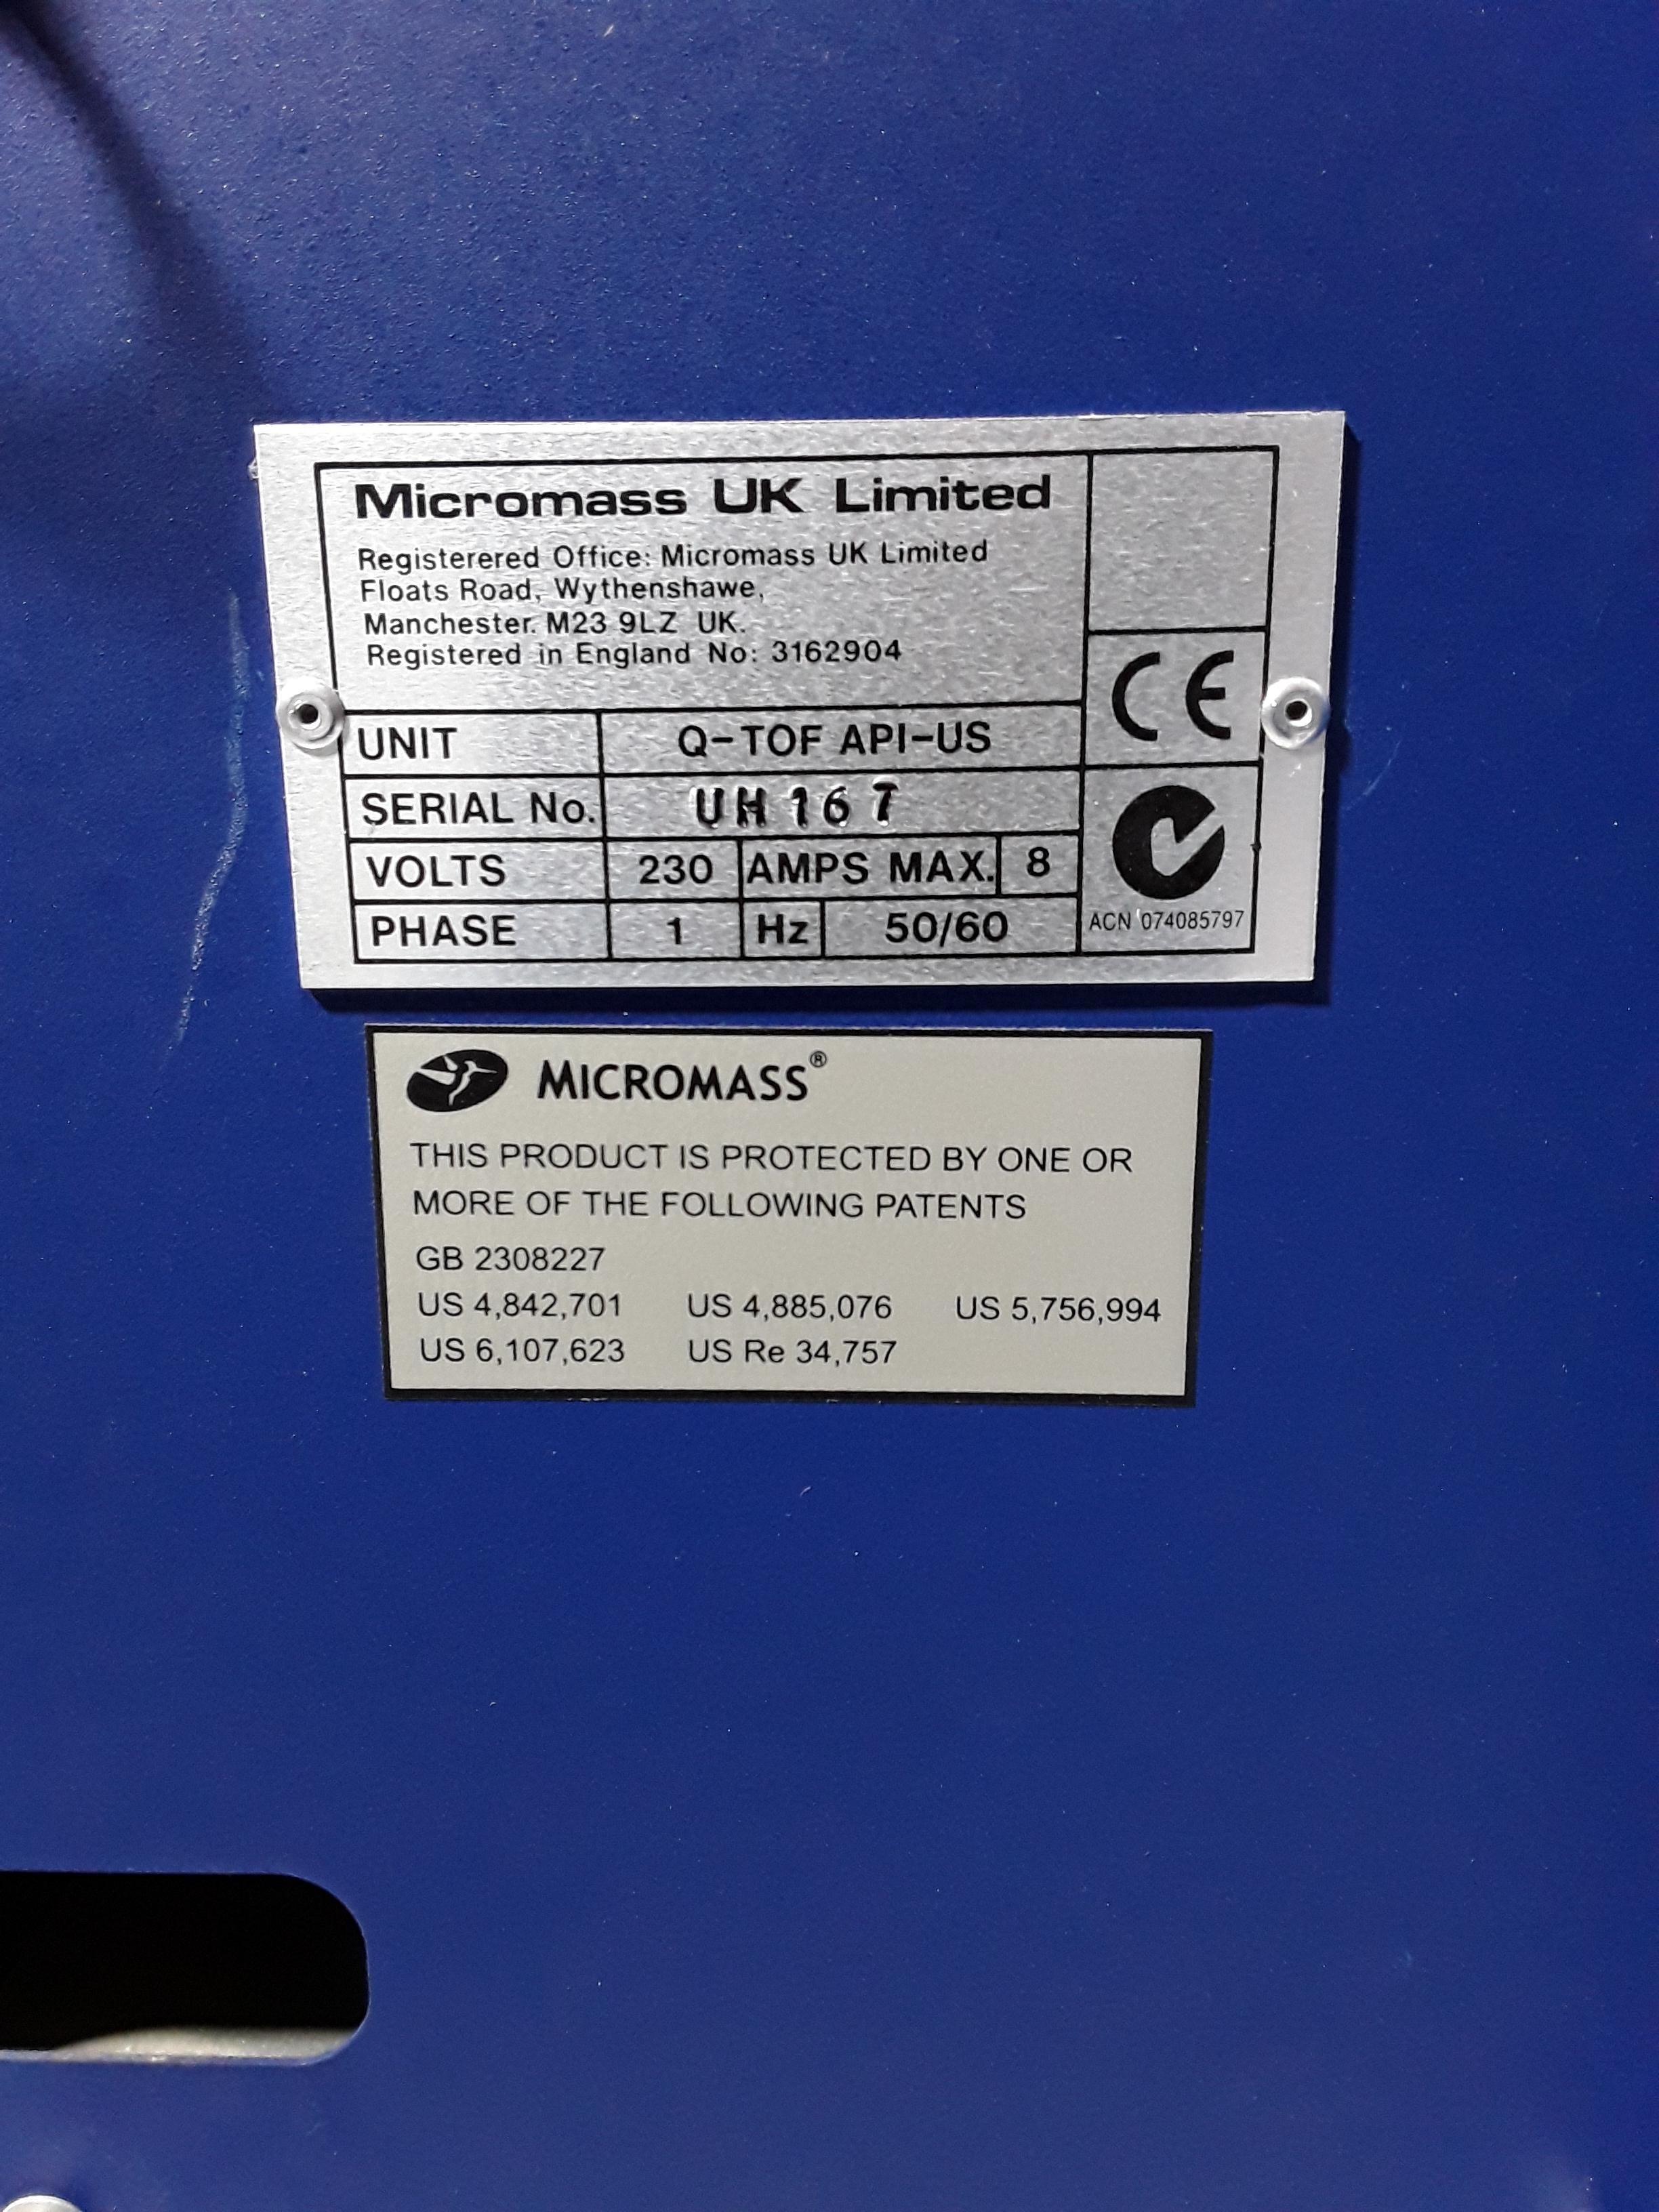 Micromass UK Limited
Registerered Office: Micromass UK Limited
Floats Road, Wythenshawe,
Manchester. M23 9LZ UK.
Registered in England No: 3162904
UNIT Q-TOF API-US
SERIAL No. UH167
VOLTS 230 AMPS MAX. 8
PHASE 1 Hz 50/60
CE
ACN 074085797
MICROMASS®
THIS PRODUCT IS PROTECTED BY ONE OR
MORE OF THE FOLLOWING PATENTS
GB 2308227
US 4,842,701 US 4,885,076 US 5,756,994
US 6,107,623 US Re 34,757